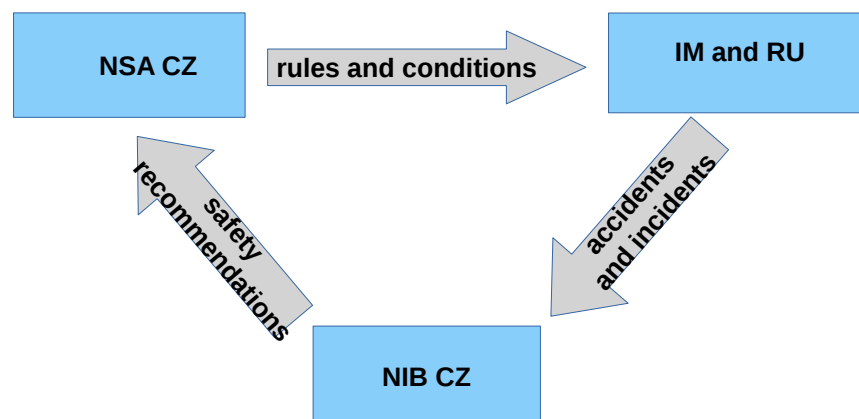 NSA CZ
rules and conditions
IM and RU
accidents
and incidents
safety
recommendations
NIB CZ